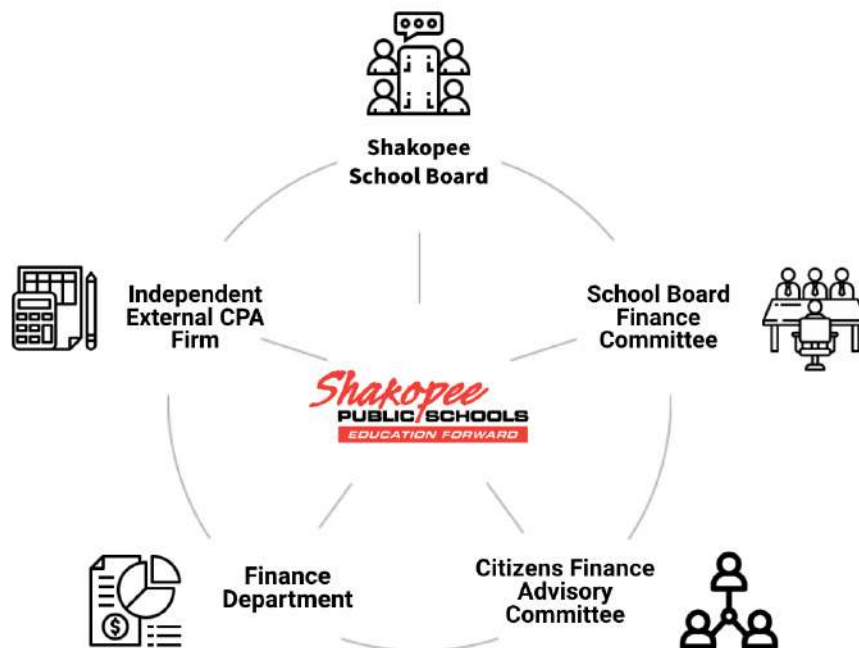 Shakopee
School Board
Independent
External CPA
Firm
School Board
Finance
Committee
Shakopee
PUBLIC SCHOOLS
EDUCATION FORWARD
Finance
Department
Citizens Finance
Advisory
Committee
$